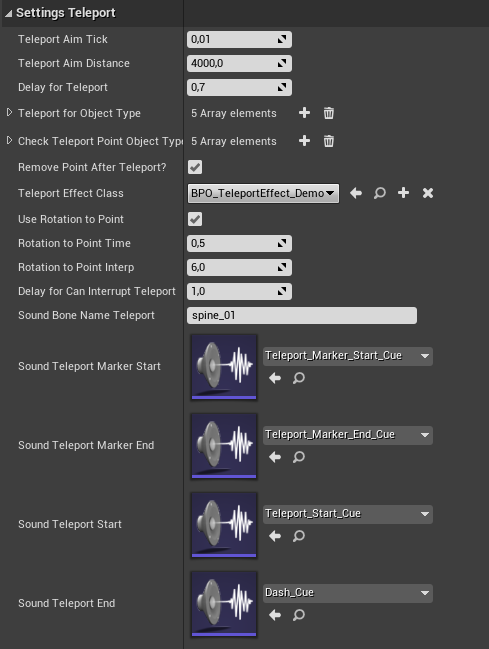 Settings Teleport
Teleport Aim Tick 0,01
Teleport Aim Distance 4000,0
Delay for Teleport 0,7
Teleport for Object Type 5 Array elements
Check Teleport Point Object Type 5 Array elements
Remove Point After Teleport?
Teleport Effect Class BPO_TeleportEffect_Demo
Use Rotation to Point
Rotation to Point Time 0,5
Rotation to Point Interp 6,0
Delay for Can Interrupt Teleport 1,0
Sound Bone Name Teleport spine_01
Sound Teleport Marker Start Teleport_Marker_Start_Cue
Sound Teleport Marker End Teleport_Marker_End_Cue
Sound Teleport Start Teleport_Start_Cue
Sound Teleport End Dash_Cue